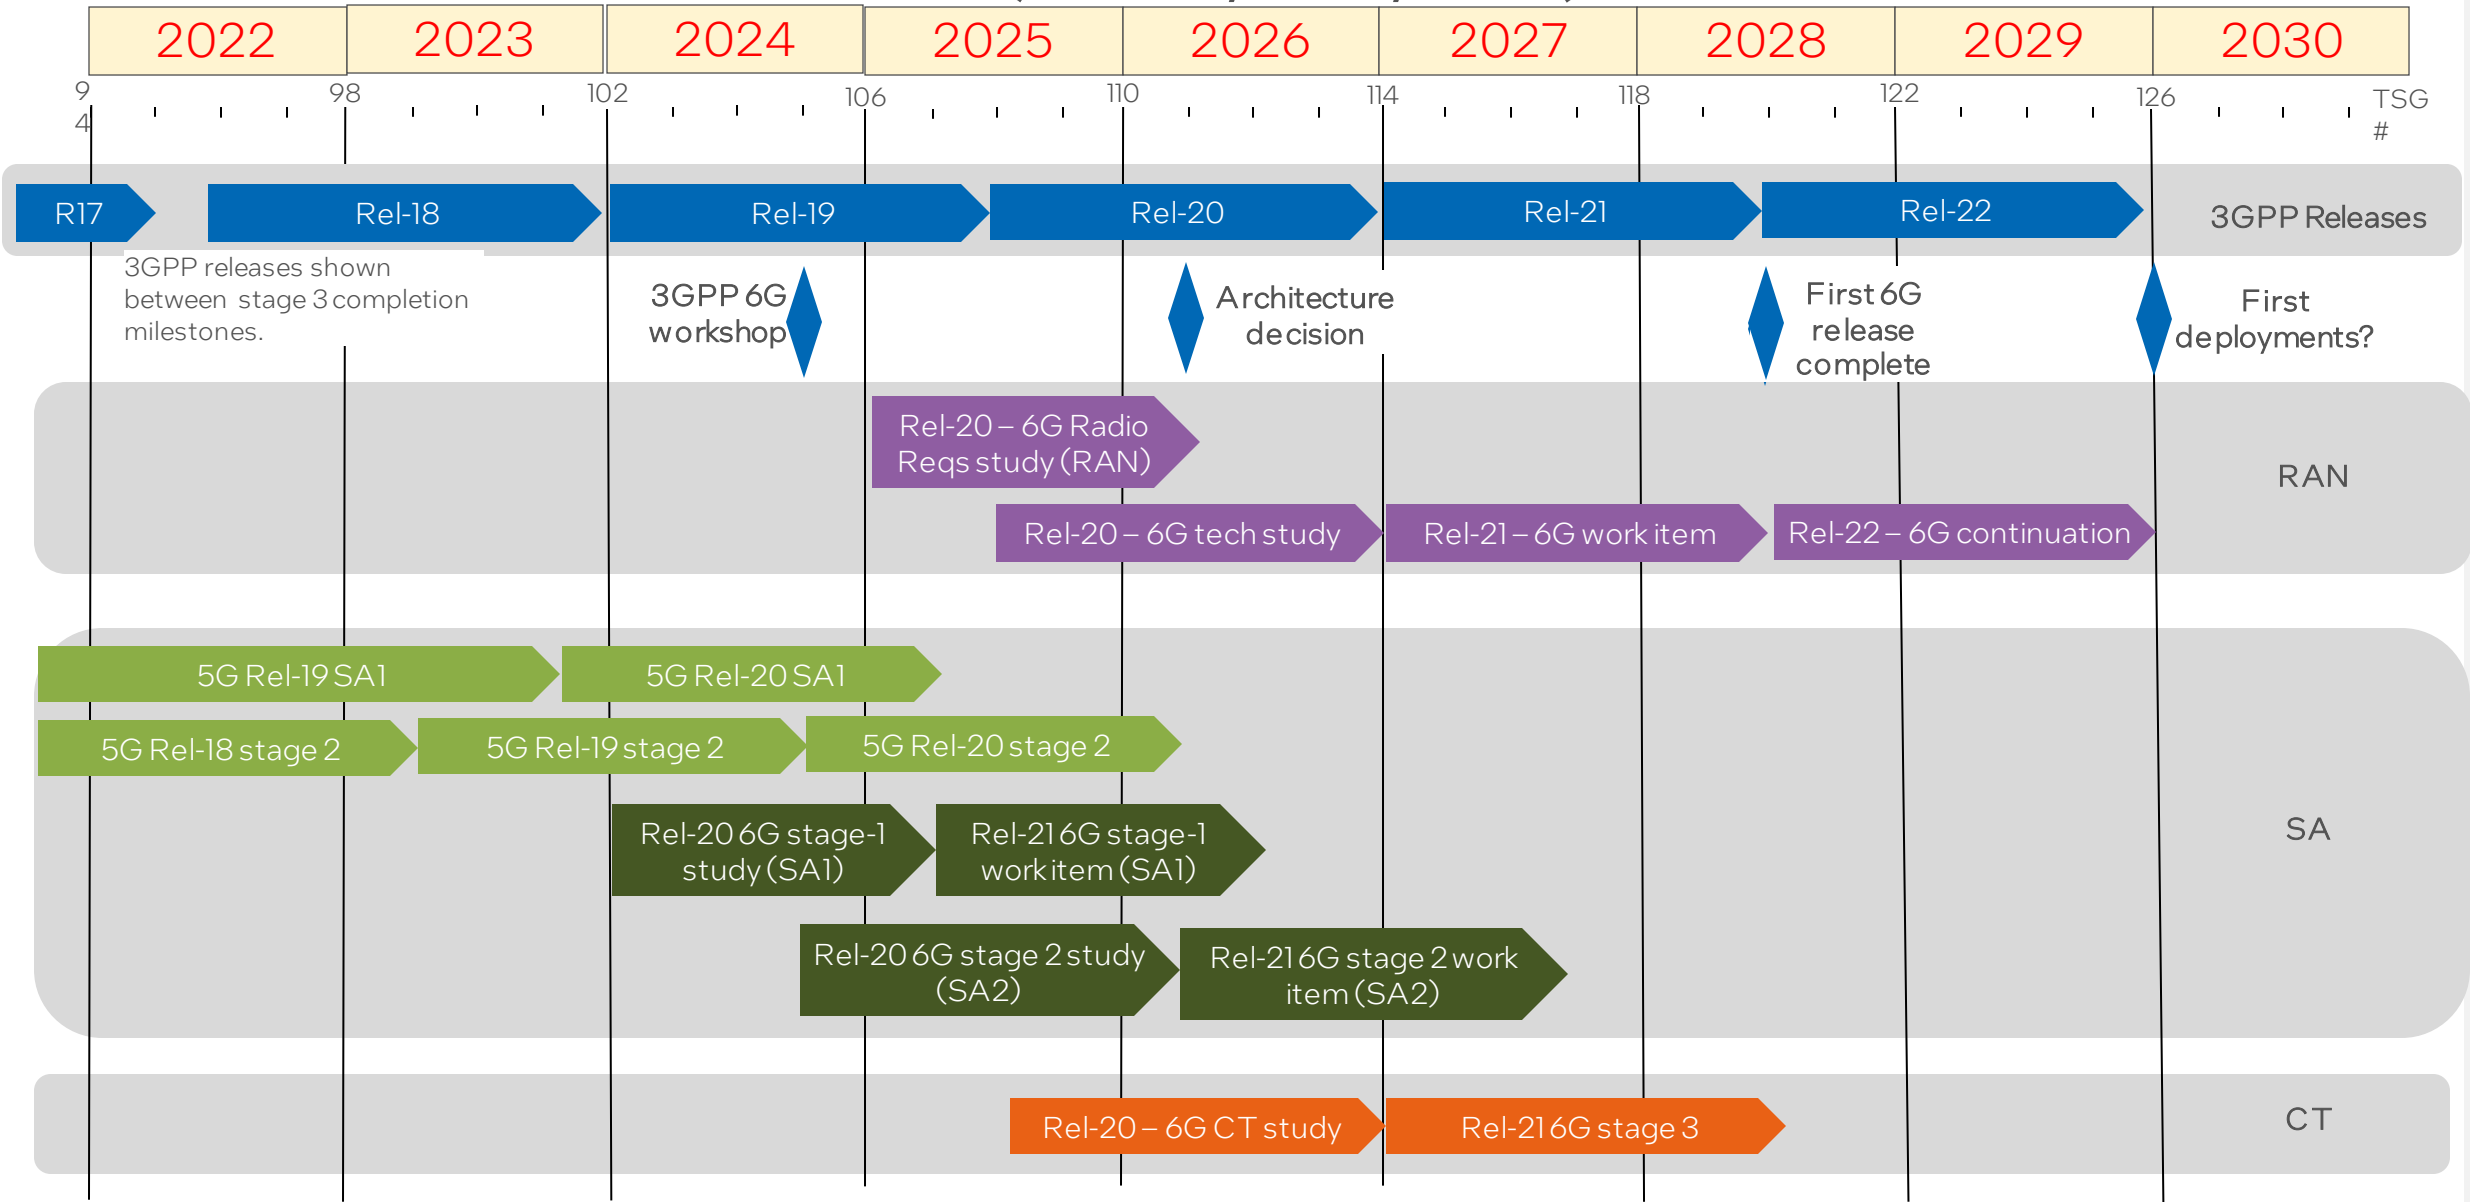 2022 2023 2024 2025 2026 2027 2028 2029 2030
9
4
98 102 106 110 114 118 122 126 TSG
#
R17 Rel-18 Rel-19 Rel-20 Rel-21 Rel-22 3GPP Releases
3GPP releases shown
between stage 3 completion
milestones.
3GPP 6G
workshop
Architecture
decision
First 6G
release
complete
First
deployments?
Rel-20 – 6G Radio
Reqs study (RAN)
RAN
Rel-20 – 6G tech study Rel-21 – 6G work item Rel-22 – 6G continuation
5G Rel-19 SA1 5G Rel-20 SA1
5G Rel-18 stage 2 5G Rel-19 stage 2 5G Rel-20 stage 2
Rel-20 6G stage-1
study (SA1)
Rel-21 6G stage-1
work item (SA1)
SA
Rel-20 6G stage 2 study
(SA2)
Rel-21 6G stage 2 work
item (SA2)
Rel-20 – 6G CT study Rel-21 6G stage 3 CT